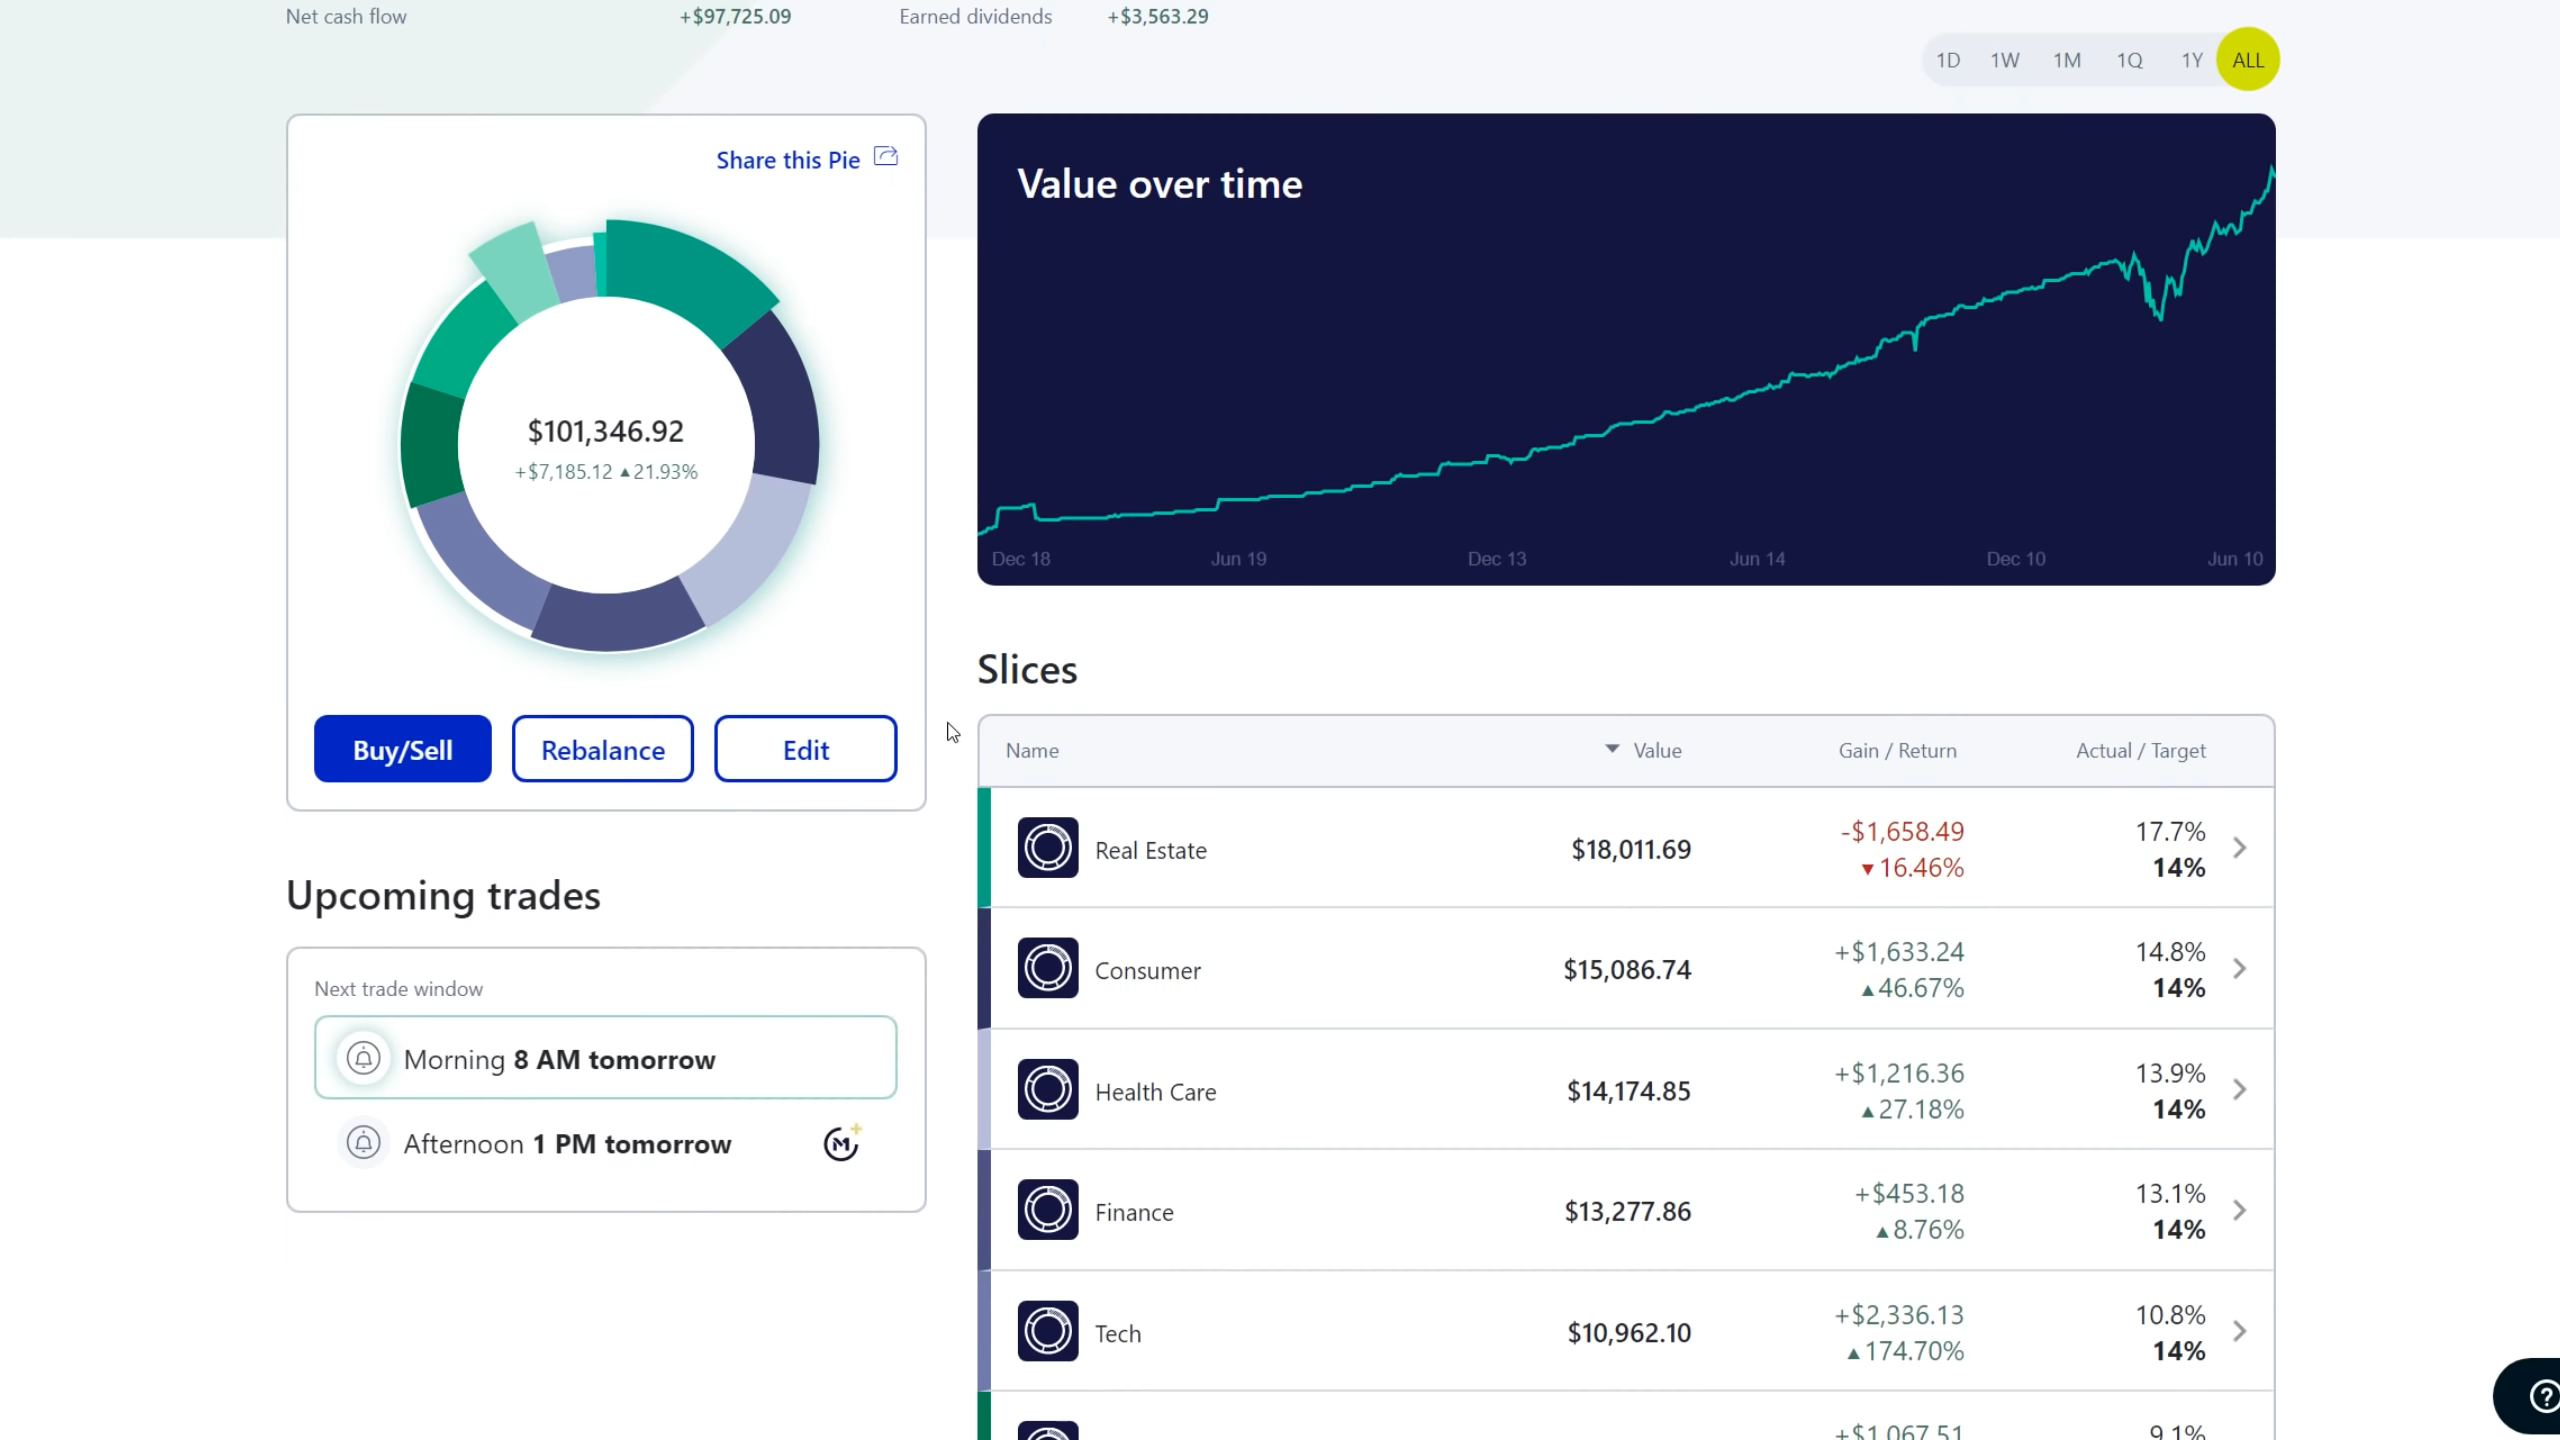 Net cash flow +$97,725.09 Earned dividends +$3,563.29
1D 1W 1M 1Q 1Y ALL
Share this Pie
$101,346.92
+$7,185.12 ▲21.93%
Buy/Sell Rebalance Edit
Upcoming trades
Next trade window
Morning 8 AM tomorrow
Afternoon 1 PM tomorrow
Value over time
Dec 18 Jun 19 Dec 13 Jun 14 Dec 10 Jun 10
Slices
Name ▼ Value Gain / Return Actual / Target
Real Estate $18,011.69 -$1,658.49 17.7%
▼16.46% 14%
Consumer $15,086.74 +$1,633.24 14.8%
▲46.67% 14%
Health Care $14,174.85 +$1,216.36 13.9%
▲27.18% 14%
Finance $13,277.86 +$453.18 13.1%
▲8.76% 14%
Tech $10,962.10 +$2,336.13 10.8%
▲174.70% 14%
+$1,067.51 9.1%